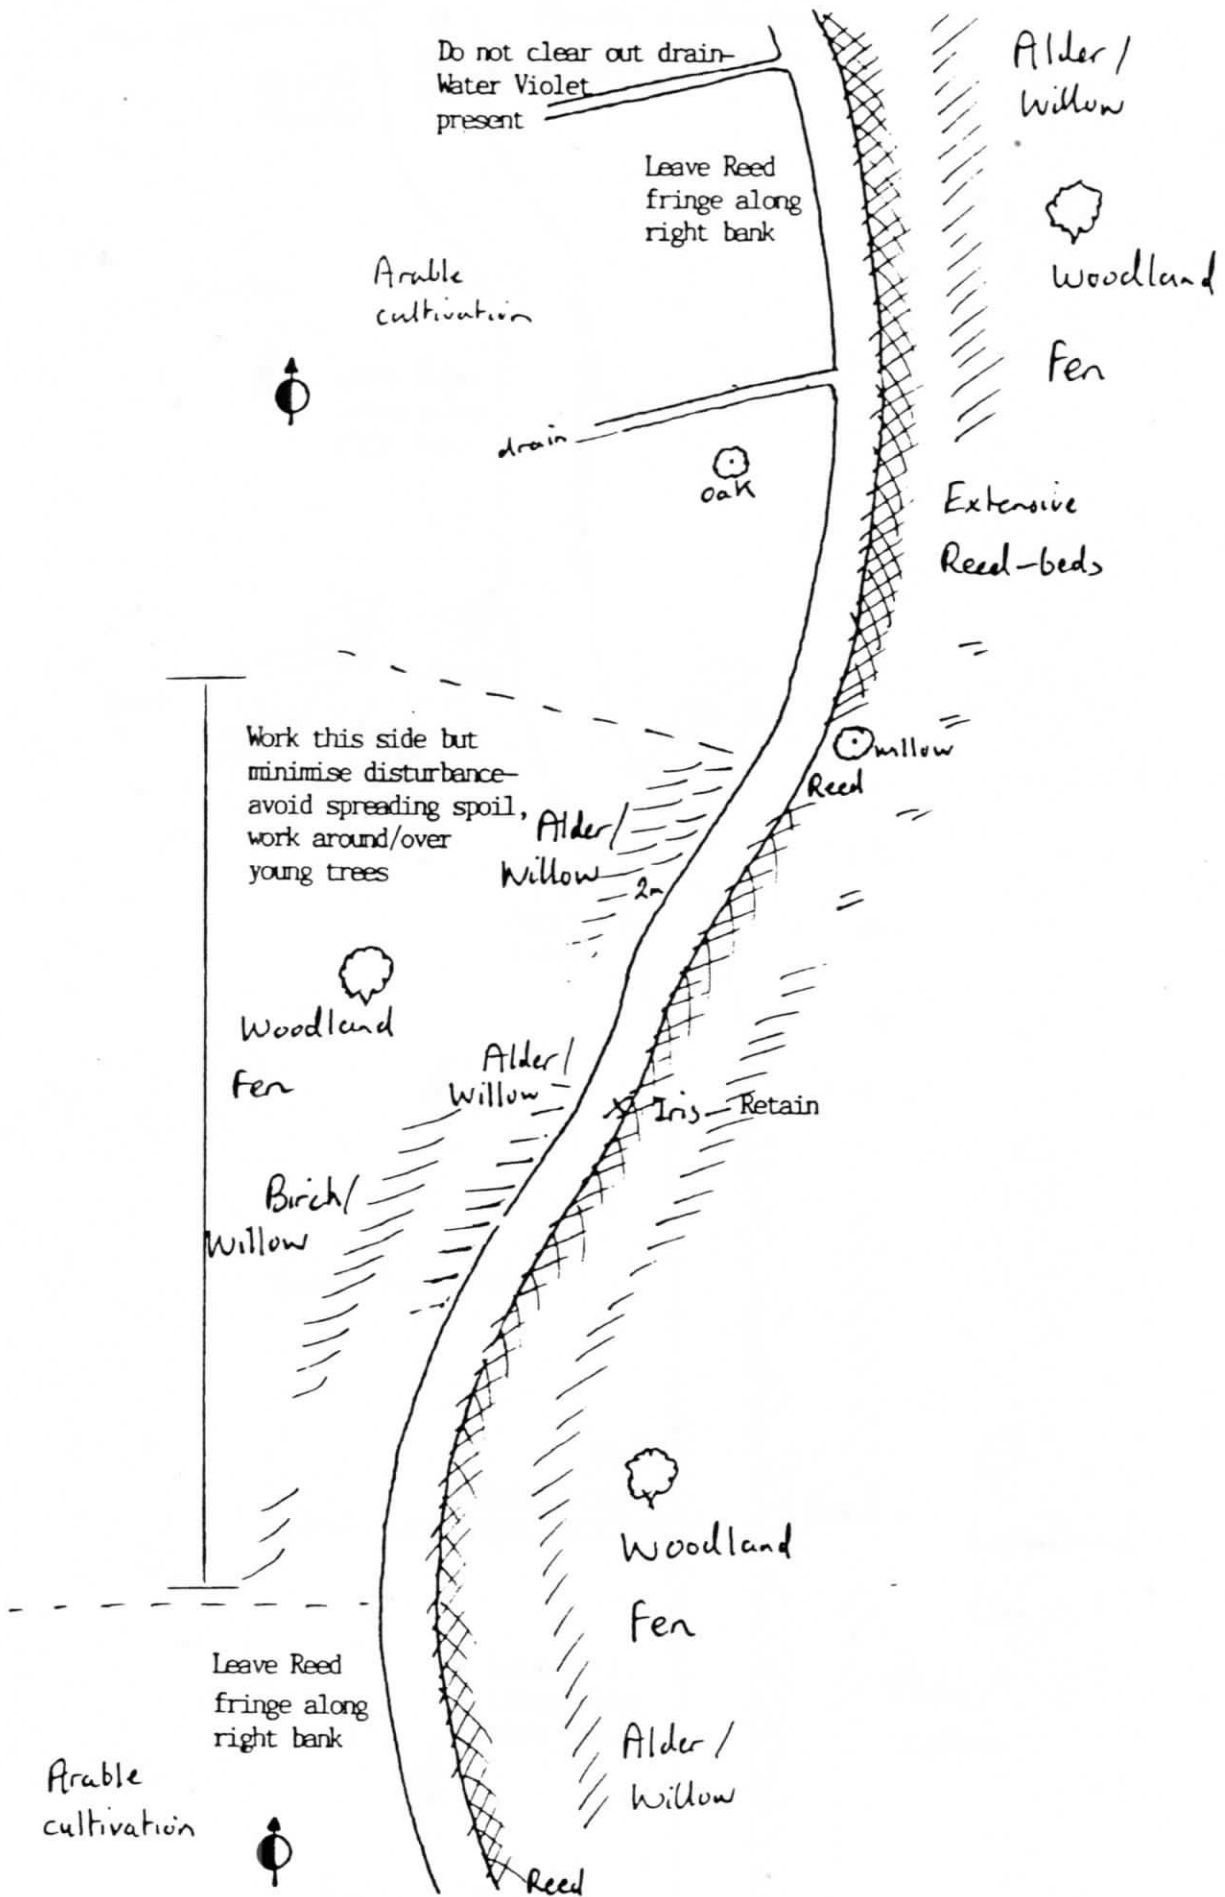 Do not clear out drain-
Water Violet
present
Alder/
Willow
Leave Reed
fringe along
right bank
Woodland
Fen
Arable
cultivation
drain
Oak
Extensive
Reed-beds
Work this side but
minimise disturbance-
avoid spreading spoil,
work around/over
young trees
willow
Reed
Alder/
Willow
2m
Woodland
Fen
Alder/
Willow
Iris - Retain
Birch/
Willow
Woodland
Fen
Leave Reed
fringe along
right bank
Alder/
Willow
Arable
cultivation
Reed